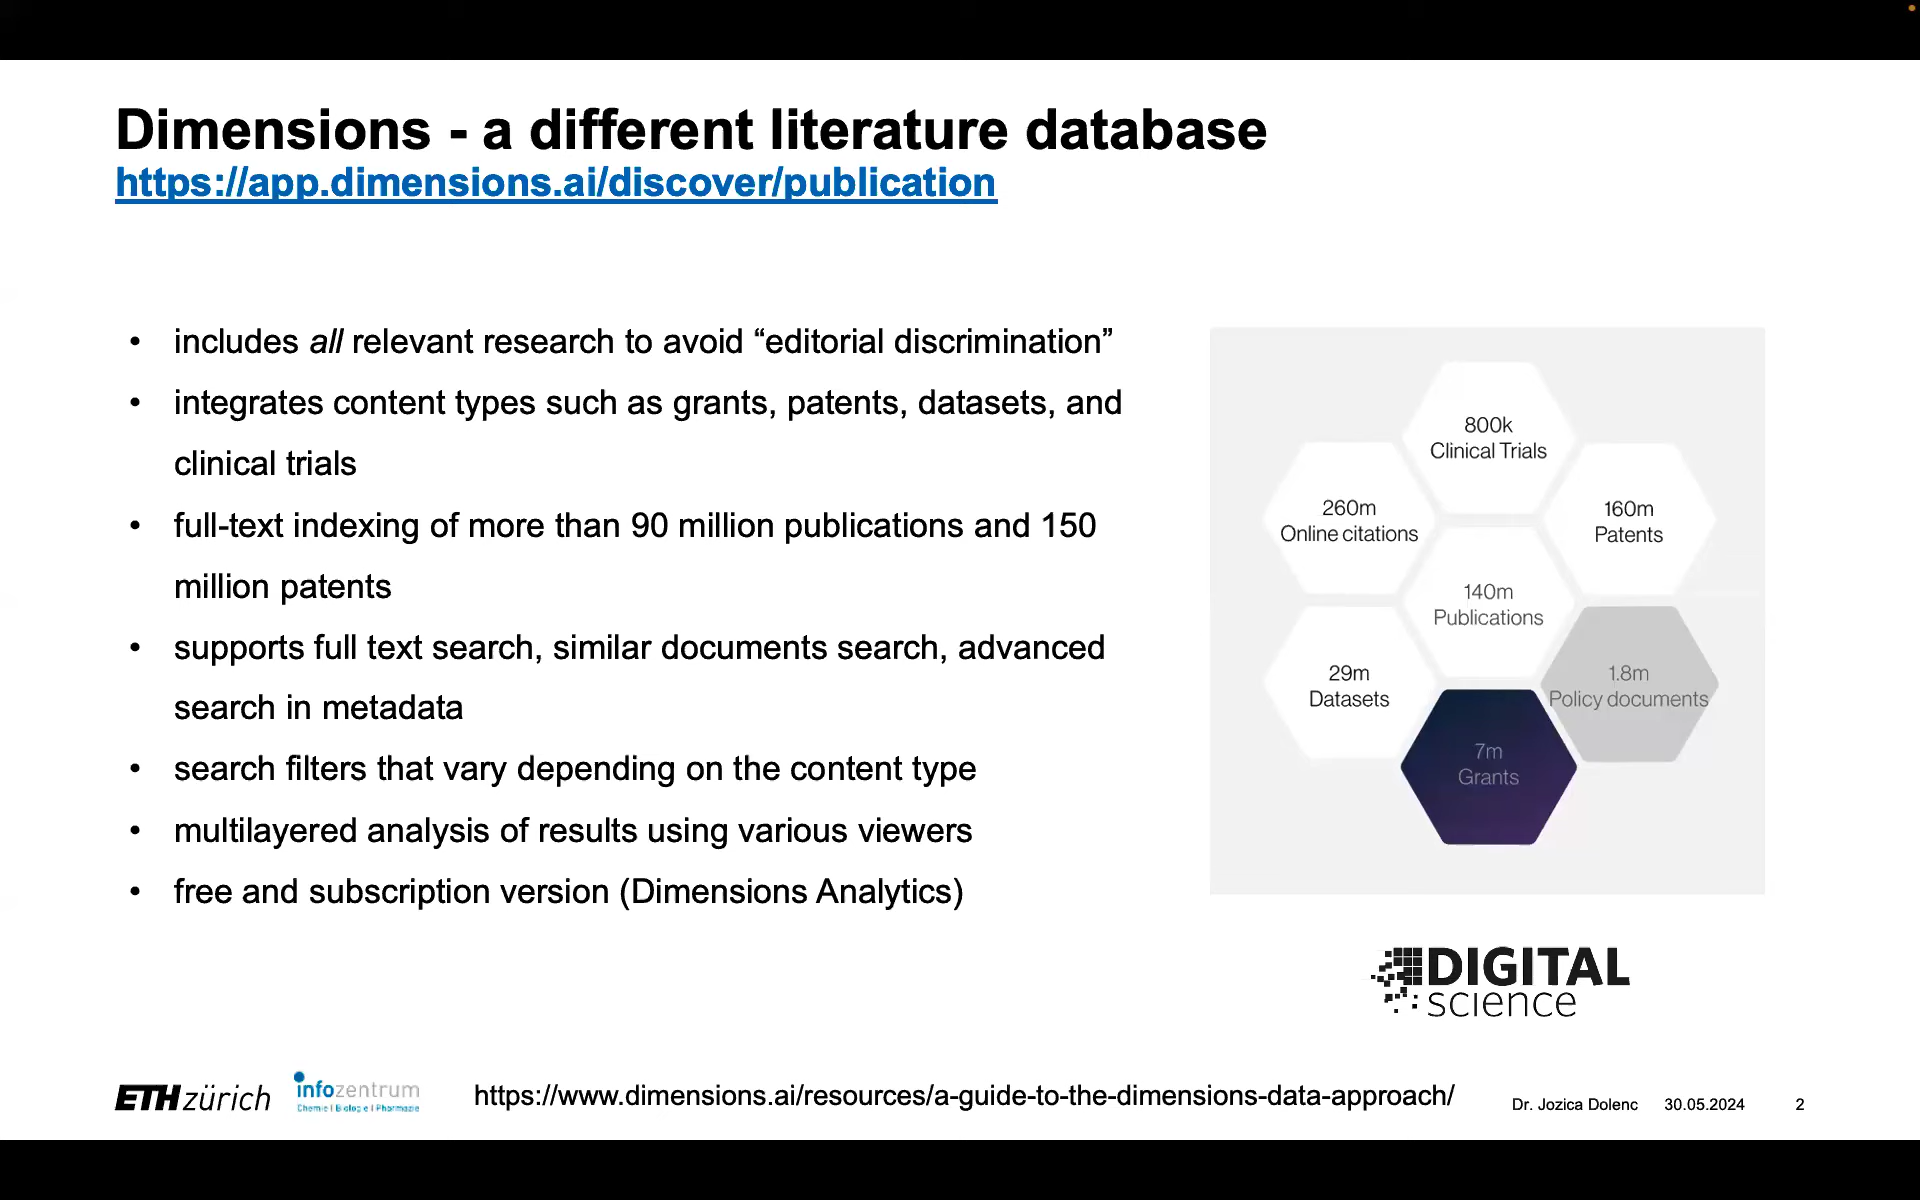 Dimensions - a different literature database
https://app.dimensions.ai/discover/publication
• includes all relevant research to avoid “editorial discrimination”
• integrates content types such as grants, patents, datasets, and
clinical trials
• full-text indexing of more than 90 million publications and 150
million patents
• supports full text search, similar documents search, advanced
search in metadata
• search filters that vary depending on the content type
• multilayered analysis of results using various viewers
• free and subscription version (Dimensions Analytics)
800k
Clinical Trials
260m
Online citations
160m
Patents
140m
Publications
29m
Datasets
1.8m
Policy documents
7m
Grants
DIGITAL
science
ETH zürich
infozentrum
Chemie | Biologie | Pharmazie
https://www.dimensions.ai/resources/a-guide-to-the-dimensions-data-approach/
Dr. Jozica Dolenc 30.05.2024 2